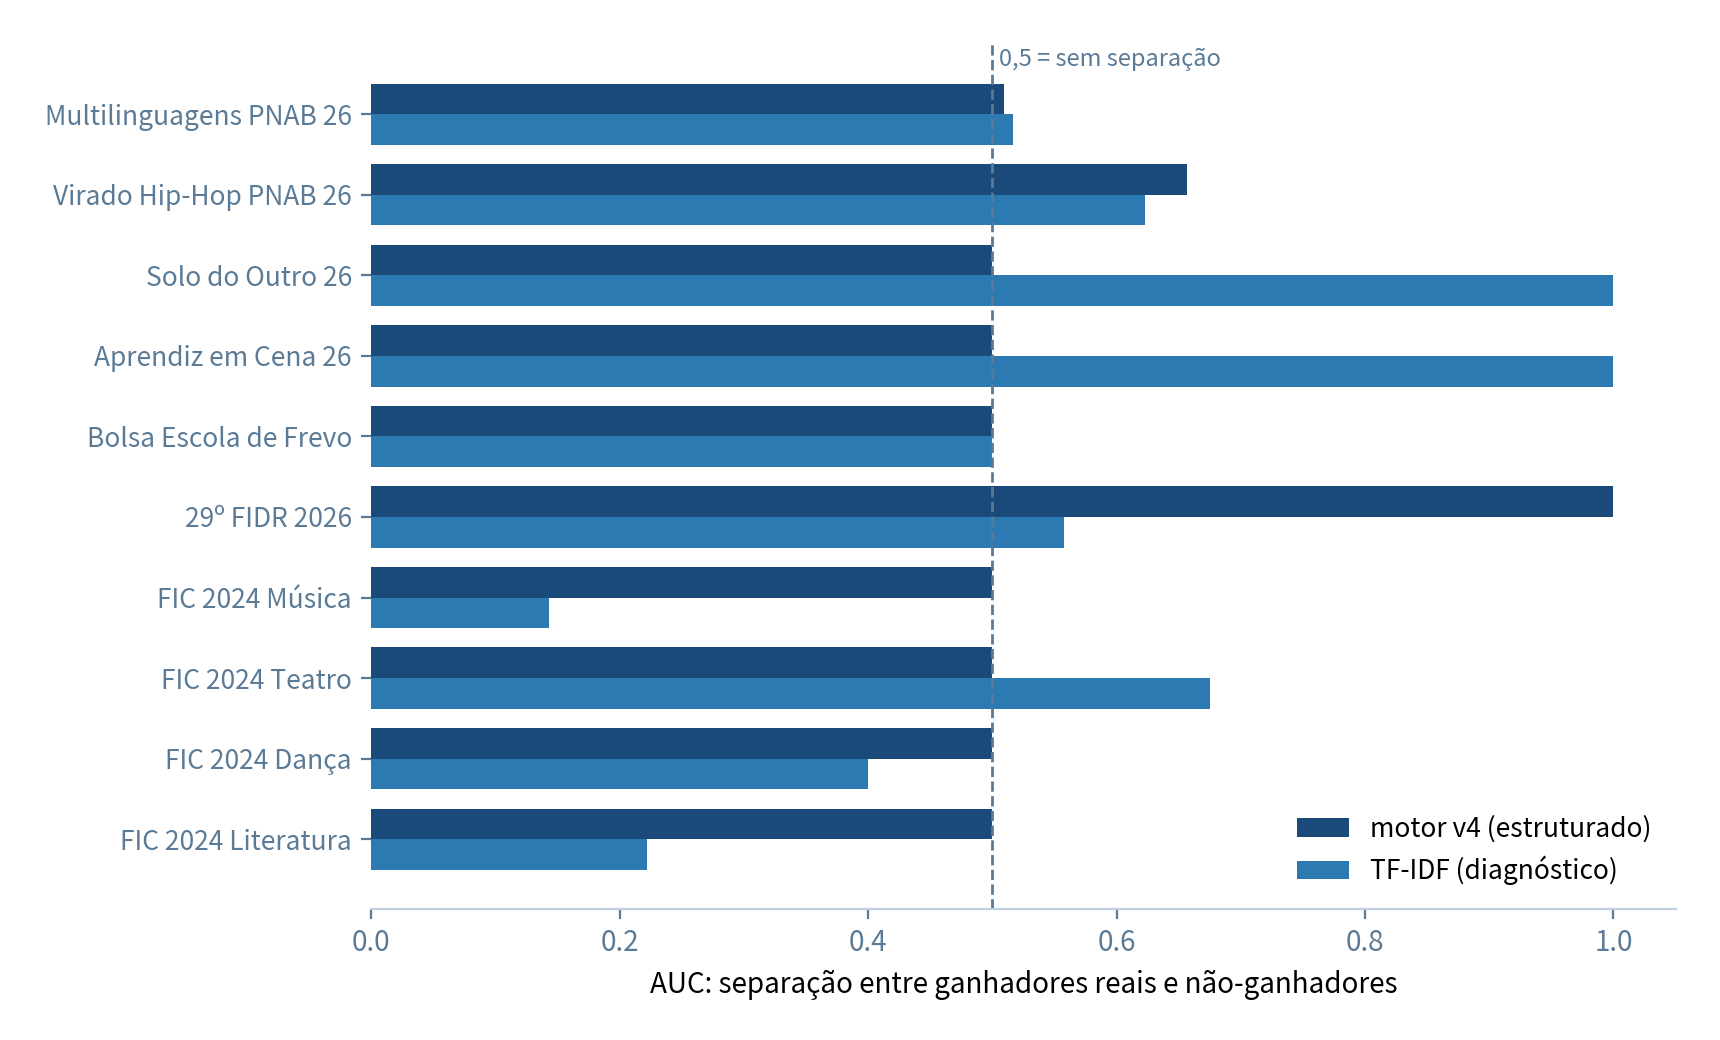 0,5 = sem separação
Multilinguagens PNAB 26
Virado Hip-Hop PNAB 26
Solo do Outro 26
Aprendiz em Cena 26
Bolsa Escola de Frevo
29º FIDR 2026
FIC 2024 Música
FIC 2024 Teatro
FIC 2024 Dança
FIC 2024 Literatura
motor v4 (estruturado)
TF-IDF (diagnóstico)
0.0 0.2 0.4 0.6 0.8 1.0
AUC: separação entre ganhadores reais e não-ganhadores